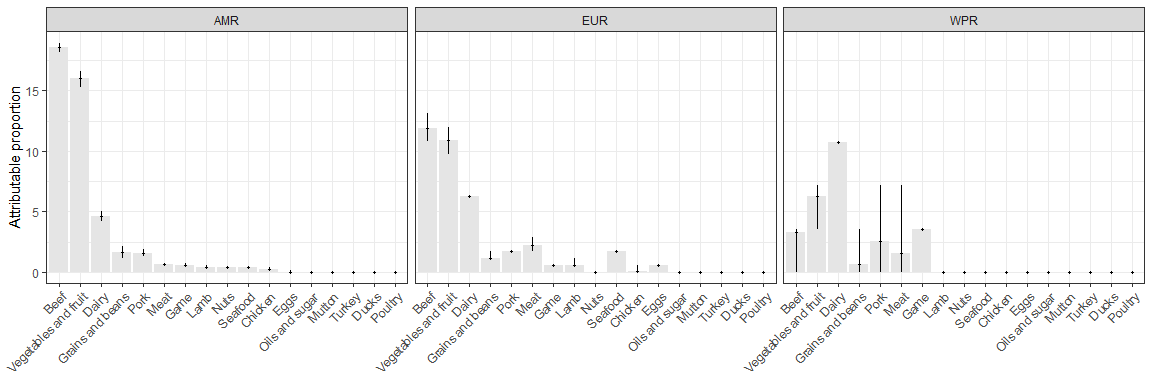 AMR
EUR
WPR
Attributable proportion
15
10
5
0
Beef
Vegetables and fruit
Dairy
Grains and beans
Pork
Meat
Game
Lamb
Nuts
Seafood
Chicken
Eggs
Oils and sugar
Mutton
Turkey
Ducks
Poultry
Beef
Vegetables and fruit
Dairy
Grains and beans
Pork
Meat
Game
Lamb
Nuts
Seafood
Chicken
Eggs
Oils and sugar
Mutton
Turkey
Ducks
Poultry
Beef
Vegetables and fruit
Dairy
Grains and beans
Pork
Meat
Game
Lamb
Nuts
Seafood
Chicken
Eggs
Oils and sugar
Mutton
Turkey
Ducks
Poultry